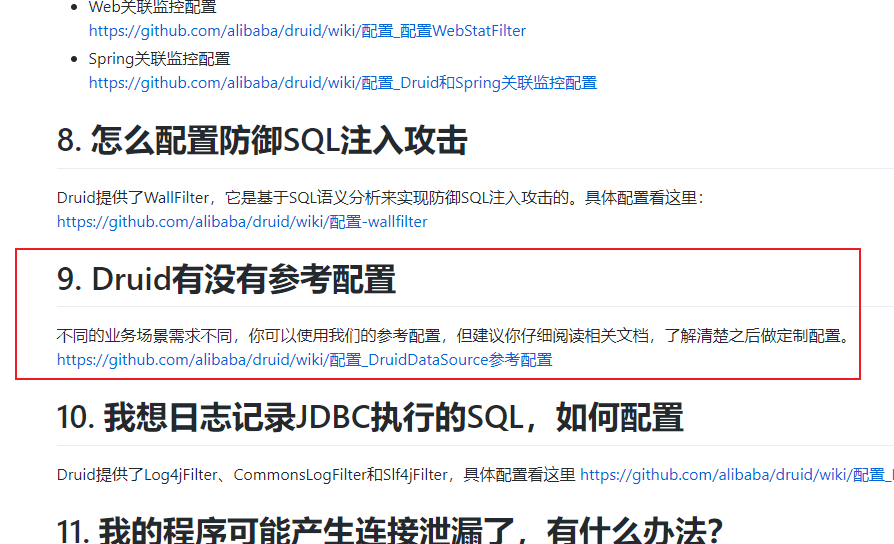 Web关联监控配置
https://github.com/alibaba/druid/wiki/配置_配置WebStatFilter
Spring关联监控配置
https://github.com/alibaba/druid/wiki/配置_Druid和Spring关联监控配置
8. 怎么配置防御SQL注入攻击
Druid提供了WallFilter，它是基于SQL语义分析来实现防御SQL注入攻击的。具体配置看这里：
https://github.com/alibaba/druid/wiki/配置-wallfilter
9. Druid有没有参考配置
不同的业务场景需求不同，你可以使用我们的参考配置，但建议你仔细阅读相关文档，了解清楚之后做定制配置。
https://github.com/alibaba/druid/wiki/配置_DruidDataSource参考配置
10. 我想日志记录JDBC执行的SQL，如何配置
Druid提供了Log4jFilter、CommonsLogFilter和Slf4jFilter，具体配置看这里 https://github.com/alibaba/druid/wiki/配置_
11. 我的程序可能产生连接泄漏了，有什么办法？